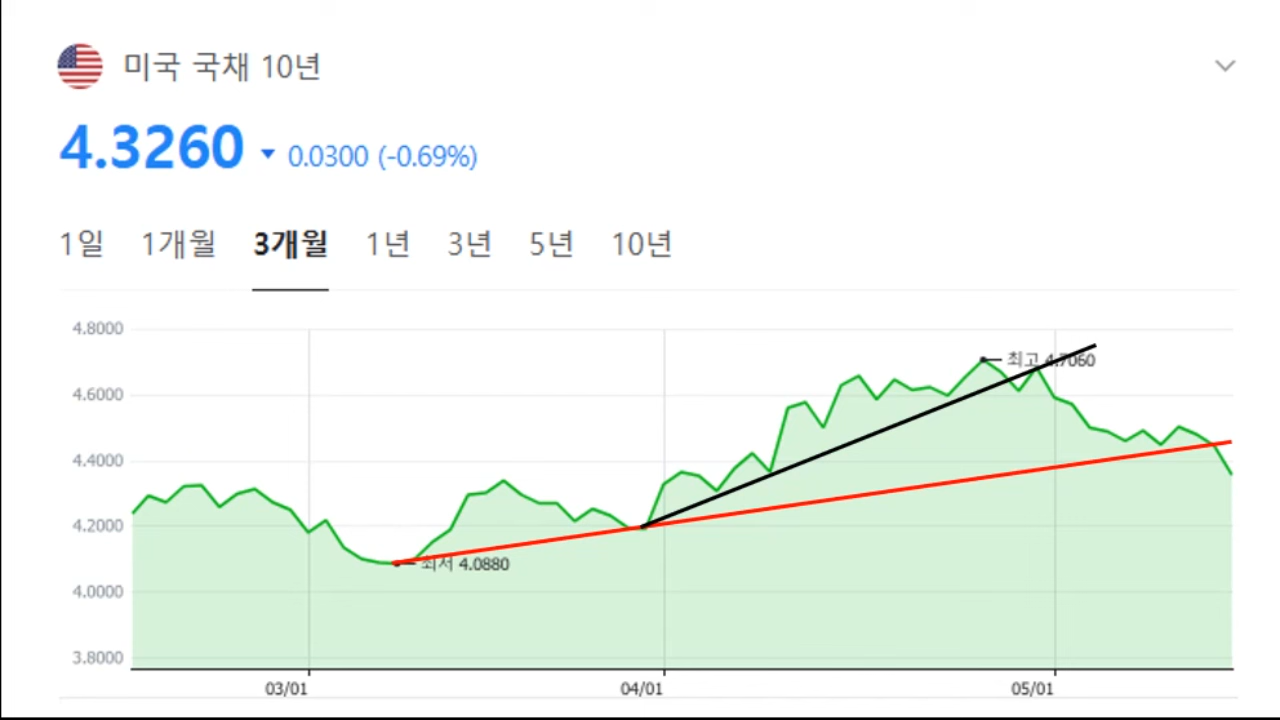 미국 국채 10년
4.3260 ▼ 0.0300 (-0.69%)
1일 1개월 3개월 1년 3년 5년 10년
4.8000
최고 4.7060
4.6000
4.4000
4.2000
최저 4.0880
4.0000
3.8000
03/01 04/01 05/01